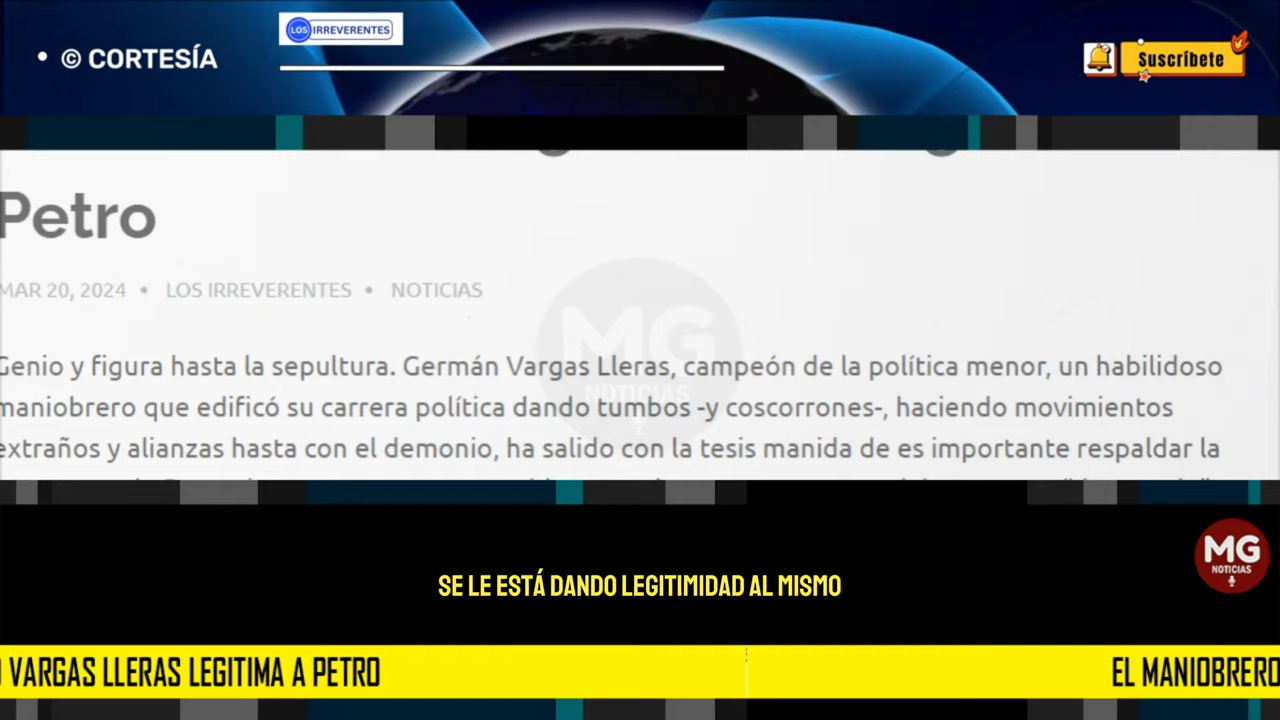 • © CORTESÍA
LOS IRREVERENTES
Suscríbete
Petro
MAR 20, 2024 • LOS IRREVERENTES • NOTICIAS
Genio y figura hasta la sepultura. Germán Vargas Lleras, campeón de la política menor, un habilidoso
maniobrero que edificó su carrera política dando tumbos -y coscorrones-, haciendo movimientos
extraños y alianzas hasta con el demonio, ha salido con la tesis manida de es importante respaldar la
MG
NOTICIAS
SE LE ESTÁ DANDO LEGITIMIDAD AL MISMO
MG
NOTICIAS
VARGAS LLERAS LEGITIMA A PETRO
EL MANIOBRERO